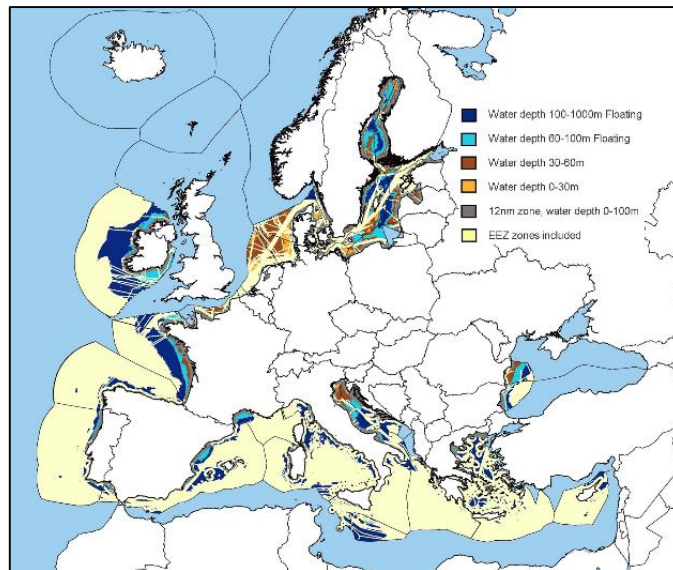 Water depth 100-1000m Floating
Water depth 60-100m Floating
Water depth 30-60m
Water depth 0-30m
12nm zone, water depth 0-100m
EEZ zones included